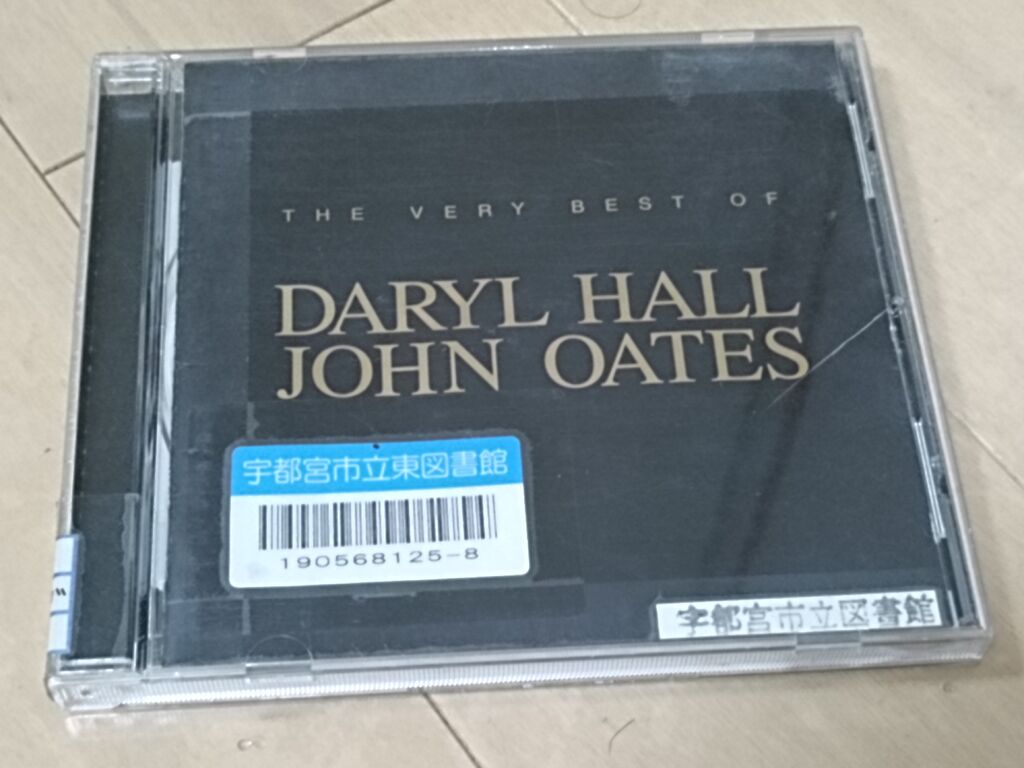 THE VERY BEST OF
DARYL HALL
JOHN OATES
宇都宮市立東図書館
190568125-8
宇都宮市立図書館